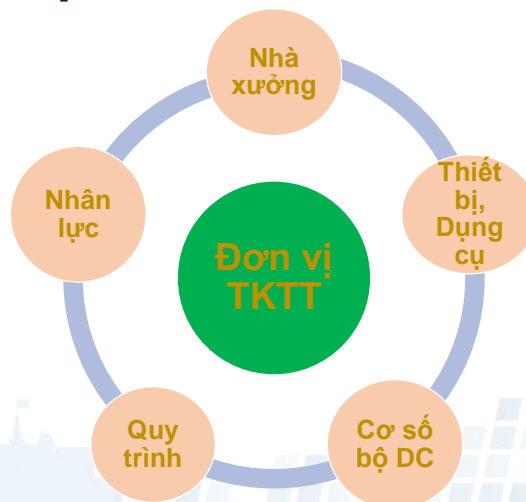 Nhà
xưởng
Thiết
bị,
Dụng
cụ
Cơ số
bộ DC
Quy
trình
Nhân
lực
Đơn vị
TKTT